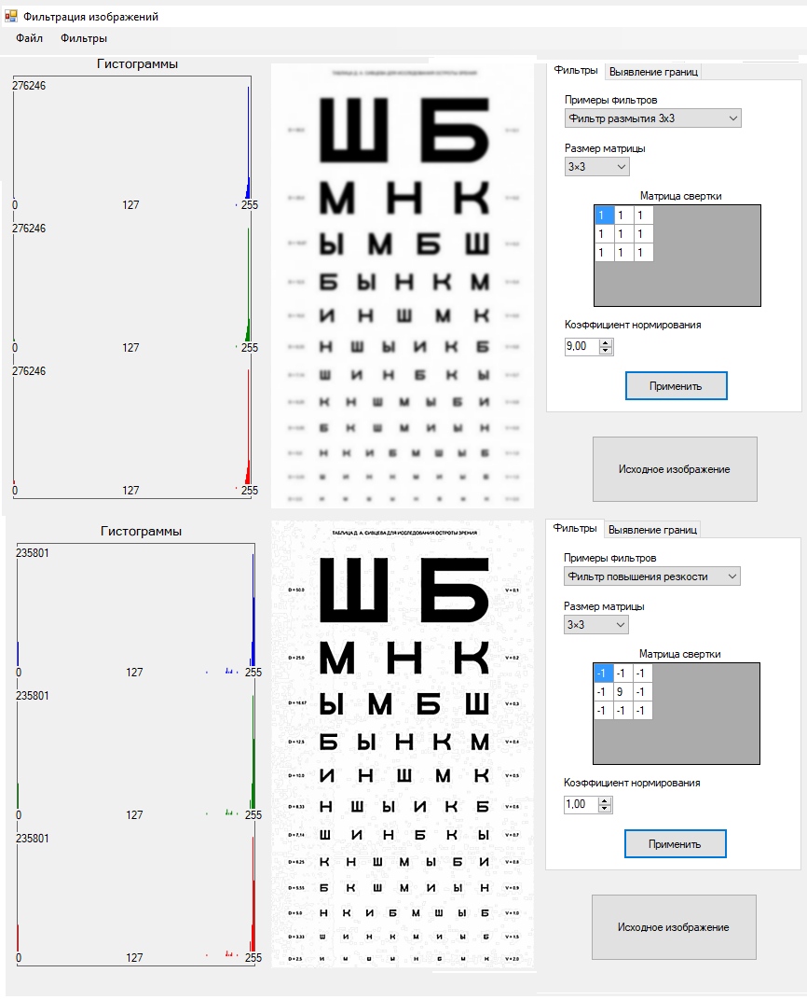 Фильтрация изображений
Файл Фильтры
Гистограммы
276246
0 127 255
276246
0 127 255
276246
0 127 255
ТАБЛИЦА Д. А. СИВЦЕВА ДЛЯ ИССЛЕДОВАНИЯ ОСТРОТЫ ЗРЕНИЯ
Ш Б
М Н К
Ы М Б Ш
Б Ы Н К М
И Н Ш М К
Н Ш Ы И К Б
Ш И Н Б К Ы
К Н Ш М Ы Б И
Б К Ш М И Ы Н
Н К И Б М Ш Ы Б
Фильтры Выявление границ
Примеры фильтров
Фильтр размытия 3х3
Размер матрицы
3×3
Матрица свертки
1 1 1
1 1 1
1 1 1
Коэффициент нормирования
9,00
Применить
Исходное изображение
Гистограммы
235801
0 127 255
235801
0 127 255
235801
0 127 255
ТАБЛИЦА Д. А. СИВЦЕВА ДЛЯ ИССЛЕДОВАНИЯ ОСТРОТЫ ЗРЕНИЯ
D = 50.0 Ш Б V = 0,1
D = 25.0 М Н К V = 0.2
D = 16.67 Ы М Б Ш V = 0.3
D = 12.5 Б Ы Н К М V = 0.4
D = 10.0 И Н Ш М К V = 0.5
D = 8.33 Н Ш Ы И К Б V = 0.6
D = 7.14 Ш И Н Б К Ы V = 0.7
D = 6.25 К Н Ш М Ы Б И V = 0.8
D = 5.55 Б К Ш М И Ы Н V = 0.9
D = 5.0 Н К И Б М Ш Ы Б V = 1.0
D = 3.33 Ш И Н К М И Ы Б V = 1.5
D = 2.5 V = 2.0
Фильтры Выявление границ
Примеры фильтров
Фильтр повышения резкости
Размер матрицы
3×3
Матрица свертки
-1 -1 -1
-1 9 -1
-1 -1 -1
Коэффициент нормирования
1,00
Применить
Исходное изображение